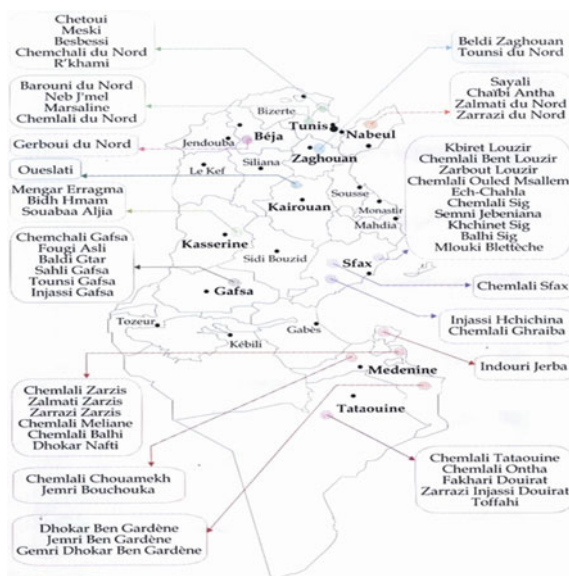 Chetoui
Meski
Besbessi
Chemchali du Nord
R'khami
Beldi Zaghouan
Tounsi du Nord
Barouni du Nord
Neb J'mel
Marsaline
Chemlali du Nord
Sayali
Chaïbi Antha
Zalmati du Nord
Zarrazi du Nord
Gerboui du Nord
Oueslati
Mengar Erragma
Bidh Hmam
Souabaa Aljia
Kbiret Louzir
Chemlali Bent Louzir
Zarbout Louzir
Chemlali Ouled Msallem
Ech-Chahla
Chemlali Sig
Semni Jebeniana
Khchinet Sig
Balhi Sig
Mlouki Blettèche
Chemchali Gafsa
Fougi Asli
Baldi Gtar
Sahli Gafsa
Tounsi Gafsa
Injassi Gafsa
Chemlali Sfax
Injassi Hchichina
Chemlali Ghraiba
Indouri Jerba
Chemlali Zarzis
Zalmati Zarzis
Zarrazi Zarzis
Chemlali Meliane
Chemlali Balhi
Dhokar Nafti
Chemlali Chouamekh
Jemri Bouchouka
Chemlali Tataouine
Chemlali Ontha
Fakhari Douirat
Zarrazi Injassi Douirat
Toffahi
Dhokar Ben Gardène
Jemri Ben Gardène
Gemri Dhokar Ben Gardène
Bizerte
Tunis
Nabeul
Béja
Jendouba
Zaghouan
Siliana
Le Kef
Sousse
Kairouan
Monastir
Mahdia
Kasserine
Sidi Bouzid
Sfax
Gafsa
Tozeur
Gabès
Kébili
Medenine
Tataouine